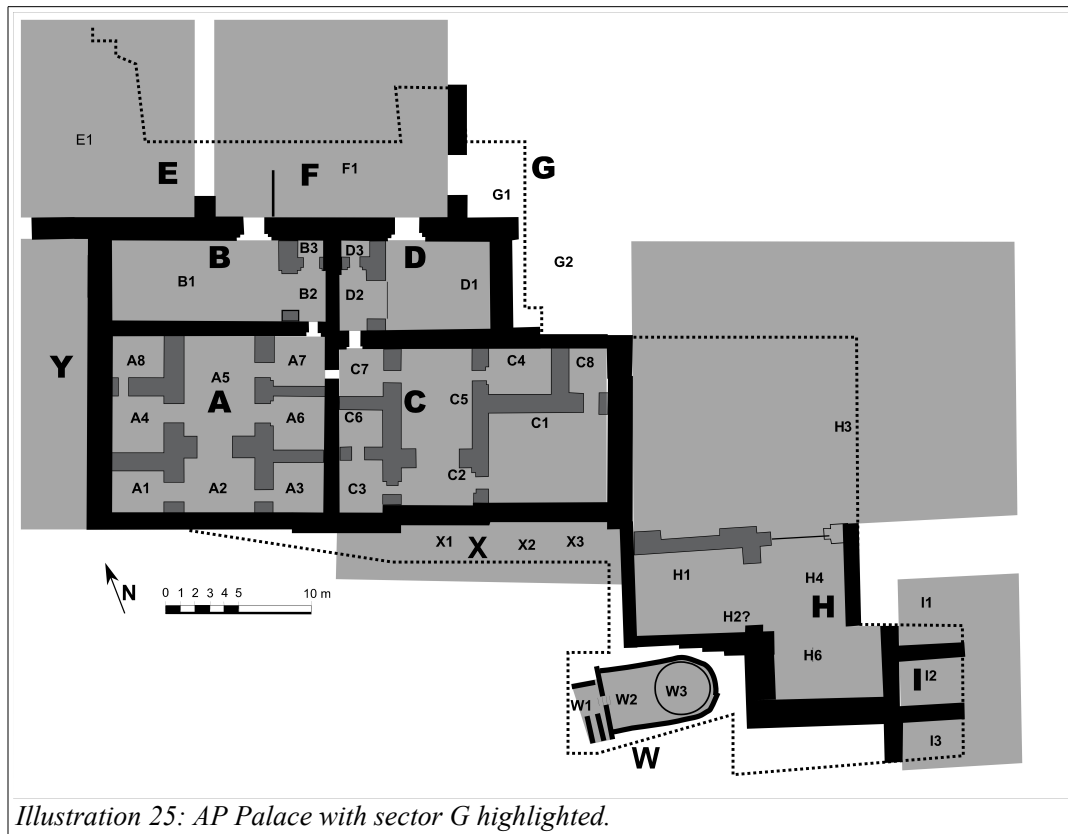 E1
E
F
F1
G
G1
G2
B
B1
B3
B2
D3
D
D2
D1
Y
A8
A5
A7
A
A4
A6
A1
A2
A3
C7
C4
C8
C5
C
C6
C1
C2
C3
H3
X1
X
X2
X3
N
0 1 2 3 4 5 10 m
H1
H4
H2?
H
H6
I1
I2
I
I3
W1
W2
W3
W
Illustration 25: AP Palace with sector G highlighted.